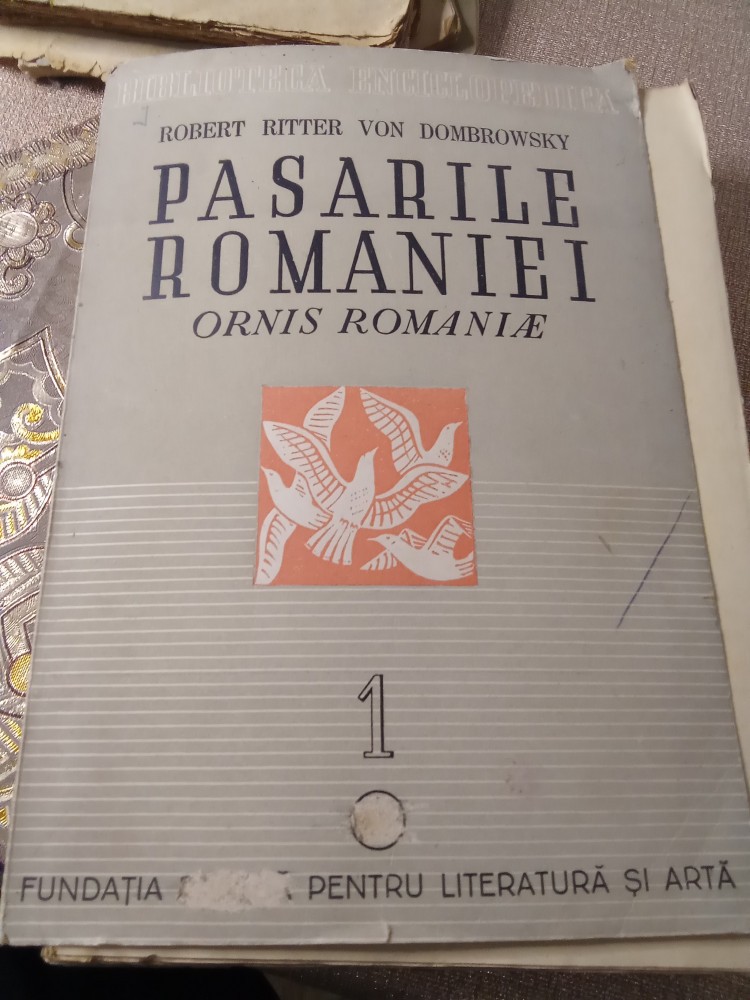 BIBLIOTECA ENCICLOPEDICA
ROBERT RITTER VON DOMBROWSKY
PASARILE
ROMANIEI
ORNIS ROMANIÆ
1
FUNDAȚIA PENTRU LITERATURĂ ȘI ARTĂ